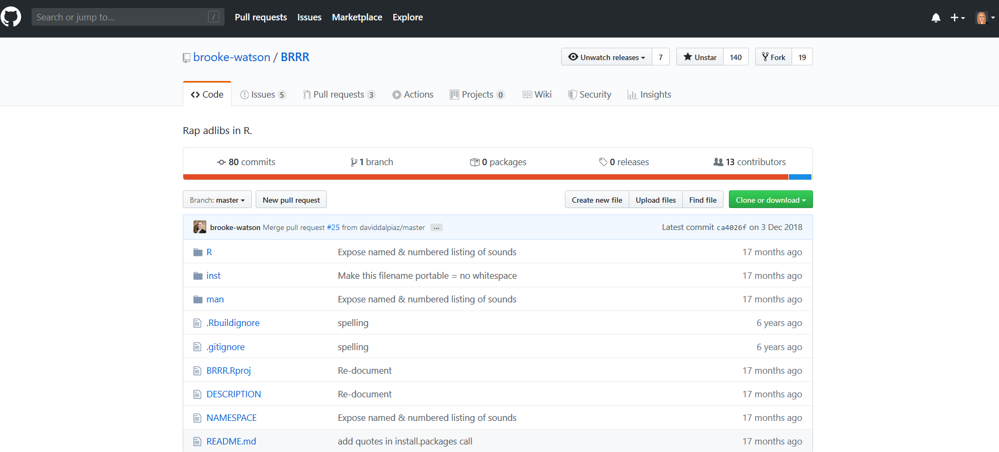 Search or jump to... /
Pull requests Issues Marketplace Explore
brooke-watson / BRRR
Unwatch releases 7 Unstar 140 Fork 19
Code Issues 5 Pull requests 3 Actions Projects 0 Wiki Security Insights
Rap adlibs in R.
80 commits 1 branch 0 packages 0 releases 13 contributors
Branch: master New pull request Create new file Upload files Find file Clone or download
brooke-watson Merge pull request #25 from daviddalpiaz/master ... Latest commit ca4026f on 3 Dec 2018
R Expose named & numbered listing of sounds 17 months ago
inst Make this filename portable = no whitespace 17 months ago
man Expose named & numbered listing of sounds 17 months ago
.Rbuildignore spelling 6 years ago
.gitignore spelling 6 years ago
BRRR.Rproj Re-document 17 months ago
DESCRIPTION Re-document 17 months ago
NAMESPACE Expose named & numbered listing of sounds 17 months ago
README.md add quotes in install.packages call 17 months ago